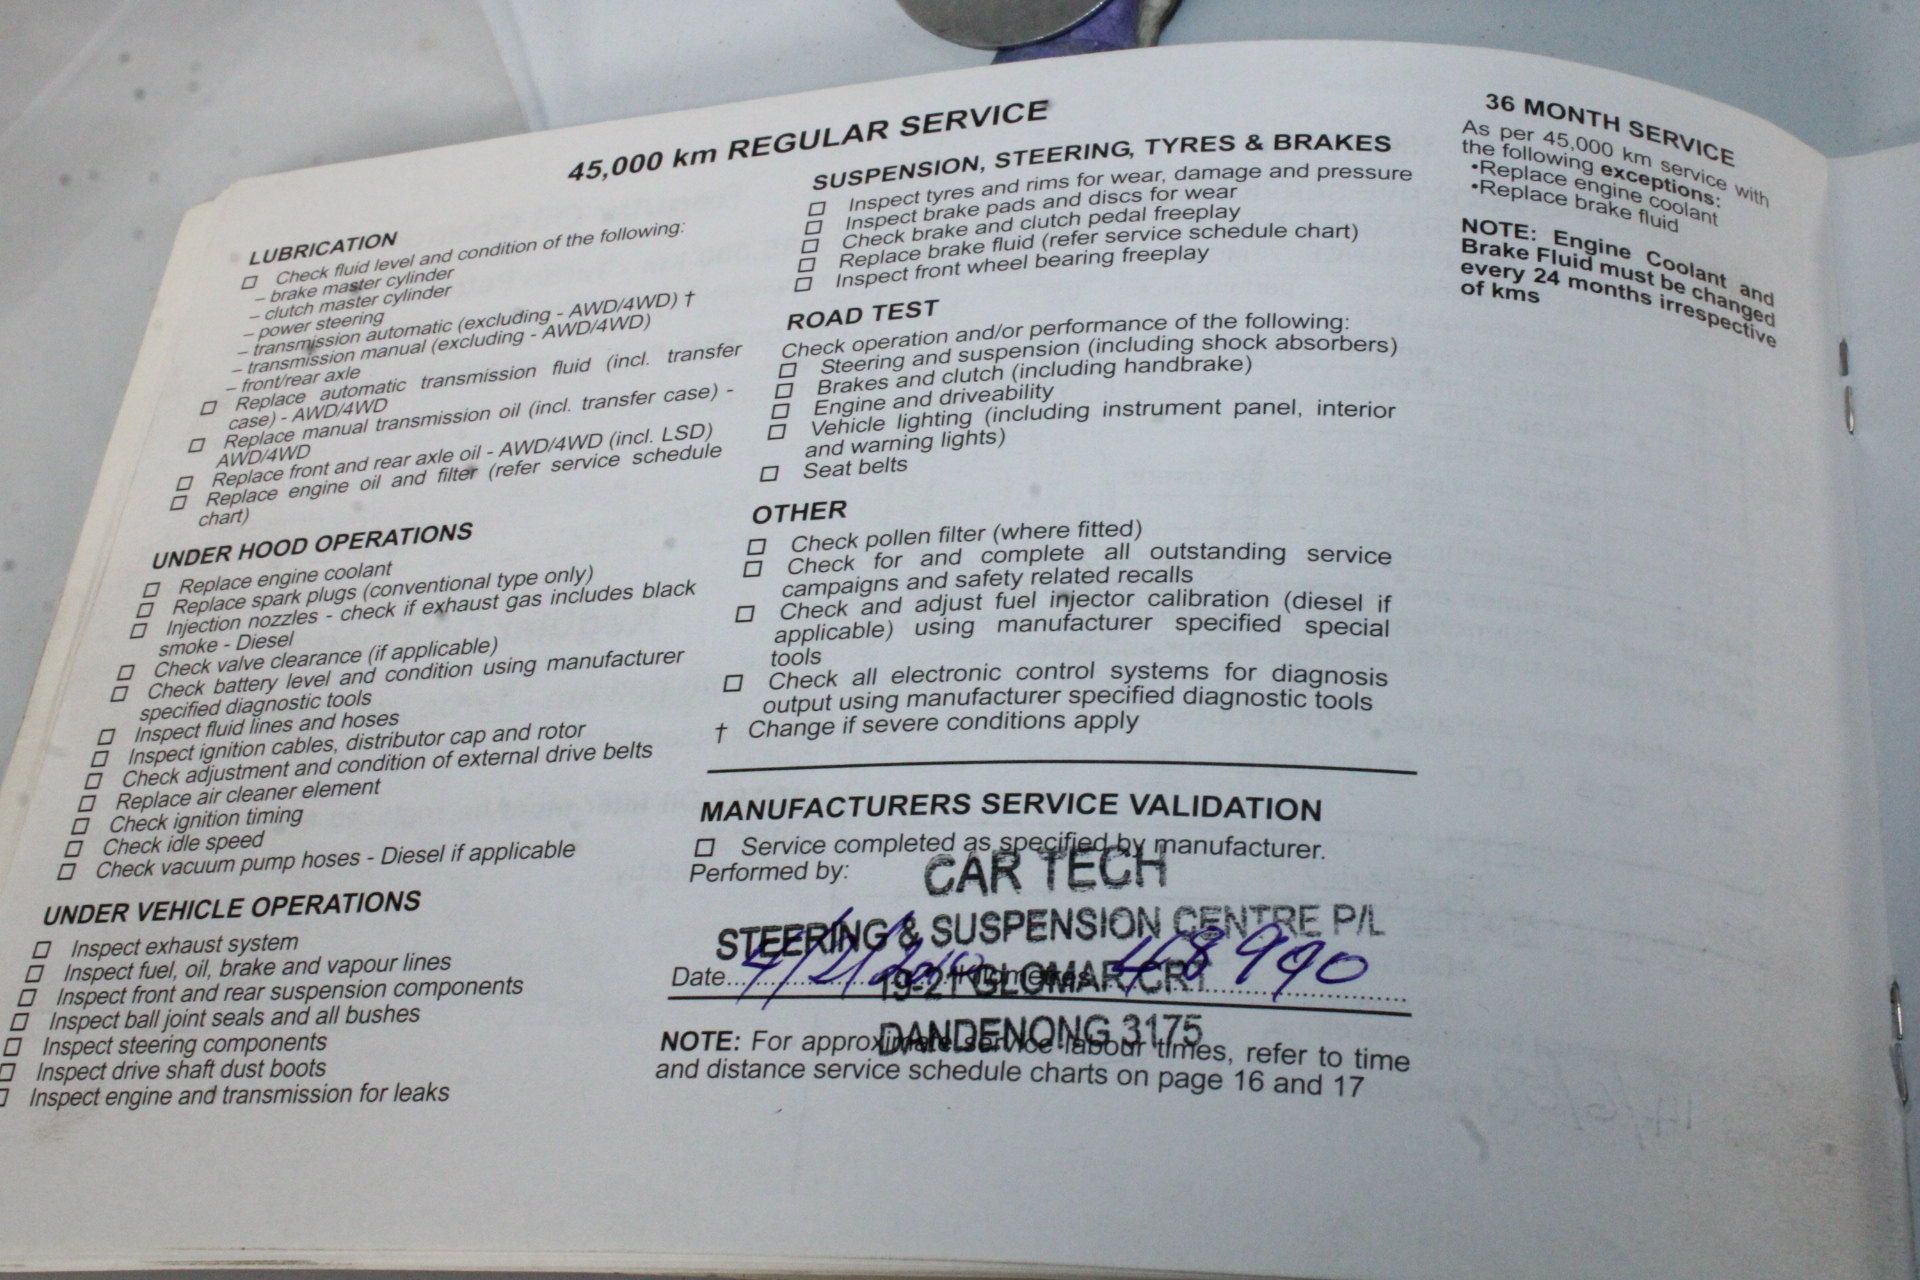 45,000 km REGULAR SERVICE
LUBRICATION
Check fluid level and condition of the following:
– brake master cylinder
– clutch master cylinder
– power steering
– transmission automatic (excluding - AWD/4WD) †
– transmission manual (excluding - AWD/4WD)
– front/rear axle
Replace automatic transmission fluid (incl. transfer
case) - AWD/4WD
Replace manual transmission oil (incl. transfer case) -
AWD/4WD
Replace front and rear axle oil - AWD/4WD (incl. LSD)
Replace engine oil and filter (refer service schedule
chart)
UNDER HOOD OPERATIONS
Replace engine coolant
Replace spark plugs (conventional type only)
Injection nozzles - check if exhaust gas includes black
smoke - Diesel
Check valve clearance (if applicable)
Check battery level and condition using manufacturer
specified diagnostic tools
Inspect fluid lines and hoses
Inspect ignition cables, distributor cap and rotor
Check adjustment and condition of external drive belts
Replace air cleaner element
Check ignition timing
Check idle speed
Check vacuum pump hoses - Diesel if applicable
UNDER VEHICLE OPERATIONS
Inspect exhaust system
Inspect fuel, oil, brake and vapour lines
Inspect front and rear suspension components
Inspect ball joint seals and all bushes
Inspect steering components
Inspect drive shaft dust boots
Inspect engine and transmission for leaks
SUSPENSION, STEERING, TYRES & BRAKES
Inspect tyres and rims for wear, damage and pressure
Inspect brake pads and discs for wear
Check brake and clutch pedal freeplay
Replace brake fluid (refer service schedule chart)
Inspect front wheel bearing freeplay
ROAD TEST
Check operation and/or performance of the following:
Steering and suspension (including shock absorbers)
Brakes and clutch (including handbrake)
Engine and driveability
Vehicle lighting (including instrument panel, interior
and warning lights)
Seat belts
OTHER
Check pollen filter (where fitted)
Check for and complete all outstanding service
campaigns and safety related recalls
Check and adjust fuel injector calibration (diesel if
applicable) using manufacturer specified special
tools
Check all electronic control systems for diagnosis
output using manufacturer specified diagnostic tools
† Change if severe conditions apply
MANUFACTURERS SERVICE VALIDATION
Service completed as specified by manufacturer.
Performed by:
CAR TECH
STEERING & SUSPENSION CENTRE P/L
Date 4/2/2010 Kilometres 48990
19-21 GLOMAR CRT
DANDENONG 3175
NOTE: For approximate service labour times, refer to time
and distance service schedule charts on page 16 and 17
36 MONTH SERVICE
As per 45,000 km service with
the following exceptions:
•Replace engine coolant
•Replace brake fluid
NOTE: Engine Coolant and
Brake Fluid must be changed
every 24 months irrespective
of kms